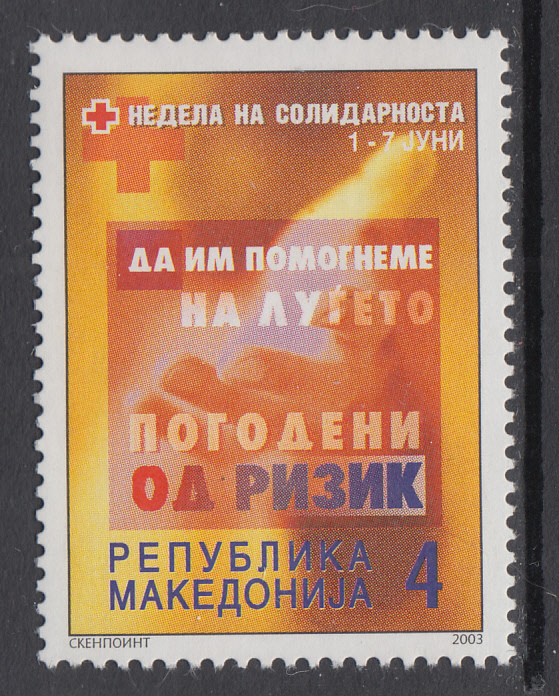 НЕДЕЛА НА СОЛИДАРНОСТА
1 - 7 ЈУНИ
ДА ИМ ПОМОГНЕМЕ
НА ЛУЃЕТО
ПОГОДЕНИ
ОД РИЗИК
РЕПУБЛИКА
МАКЕДОНИЈА 4
СКЕНПОИНТ 2003